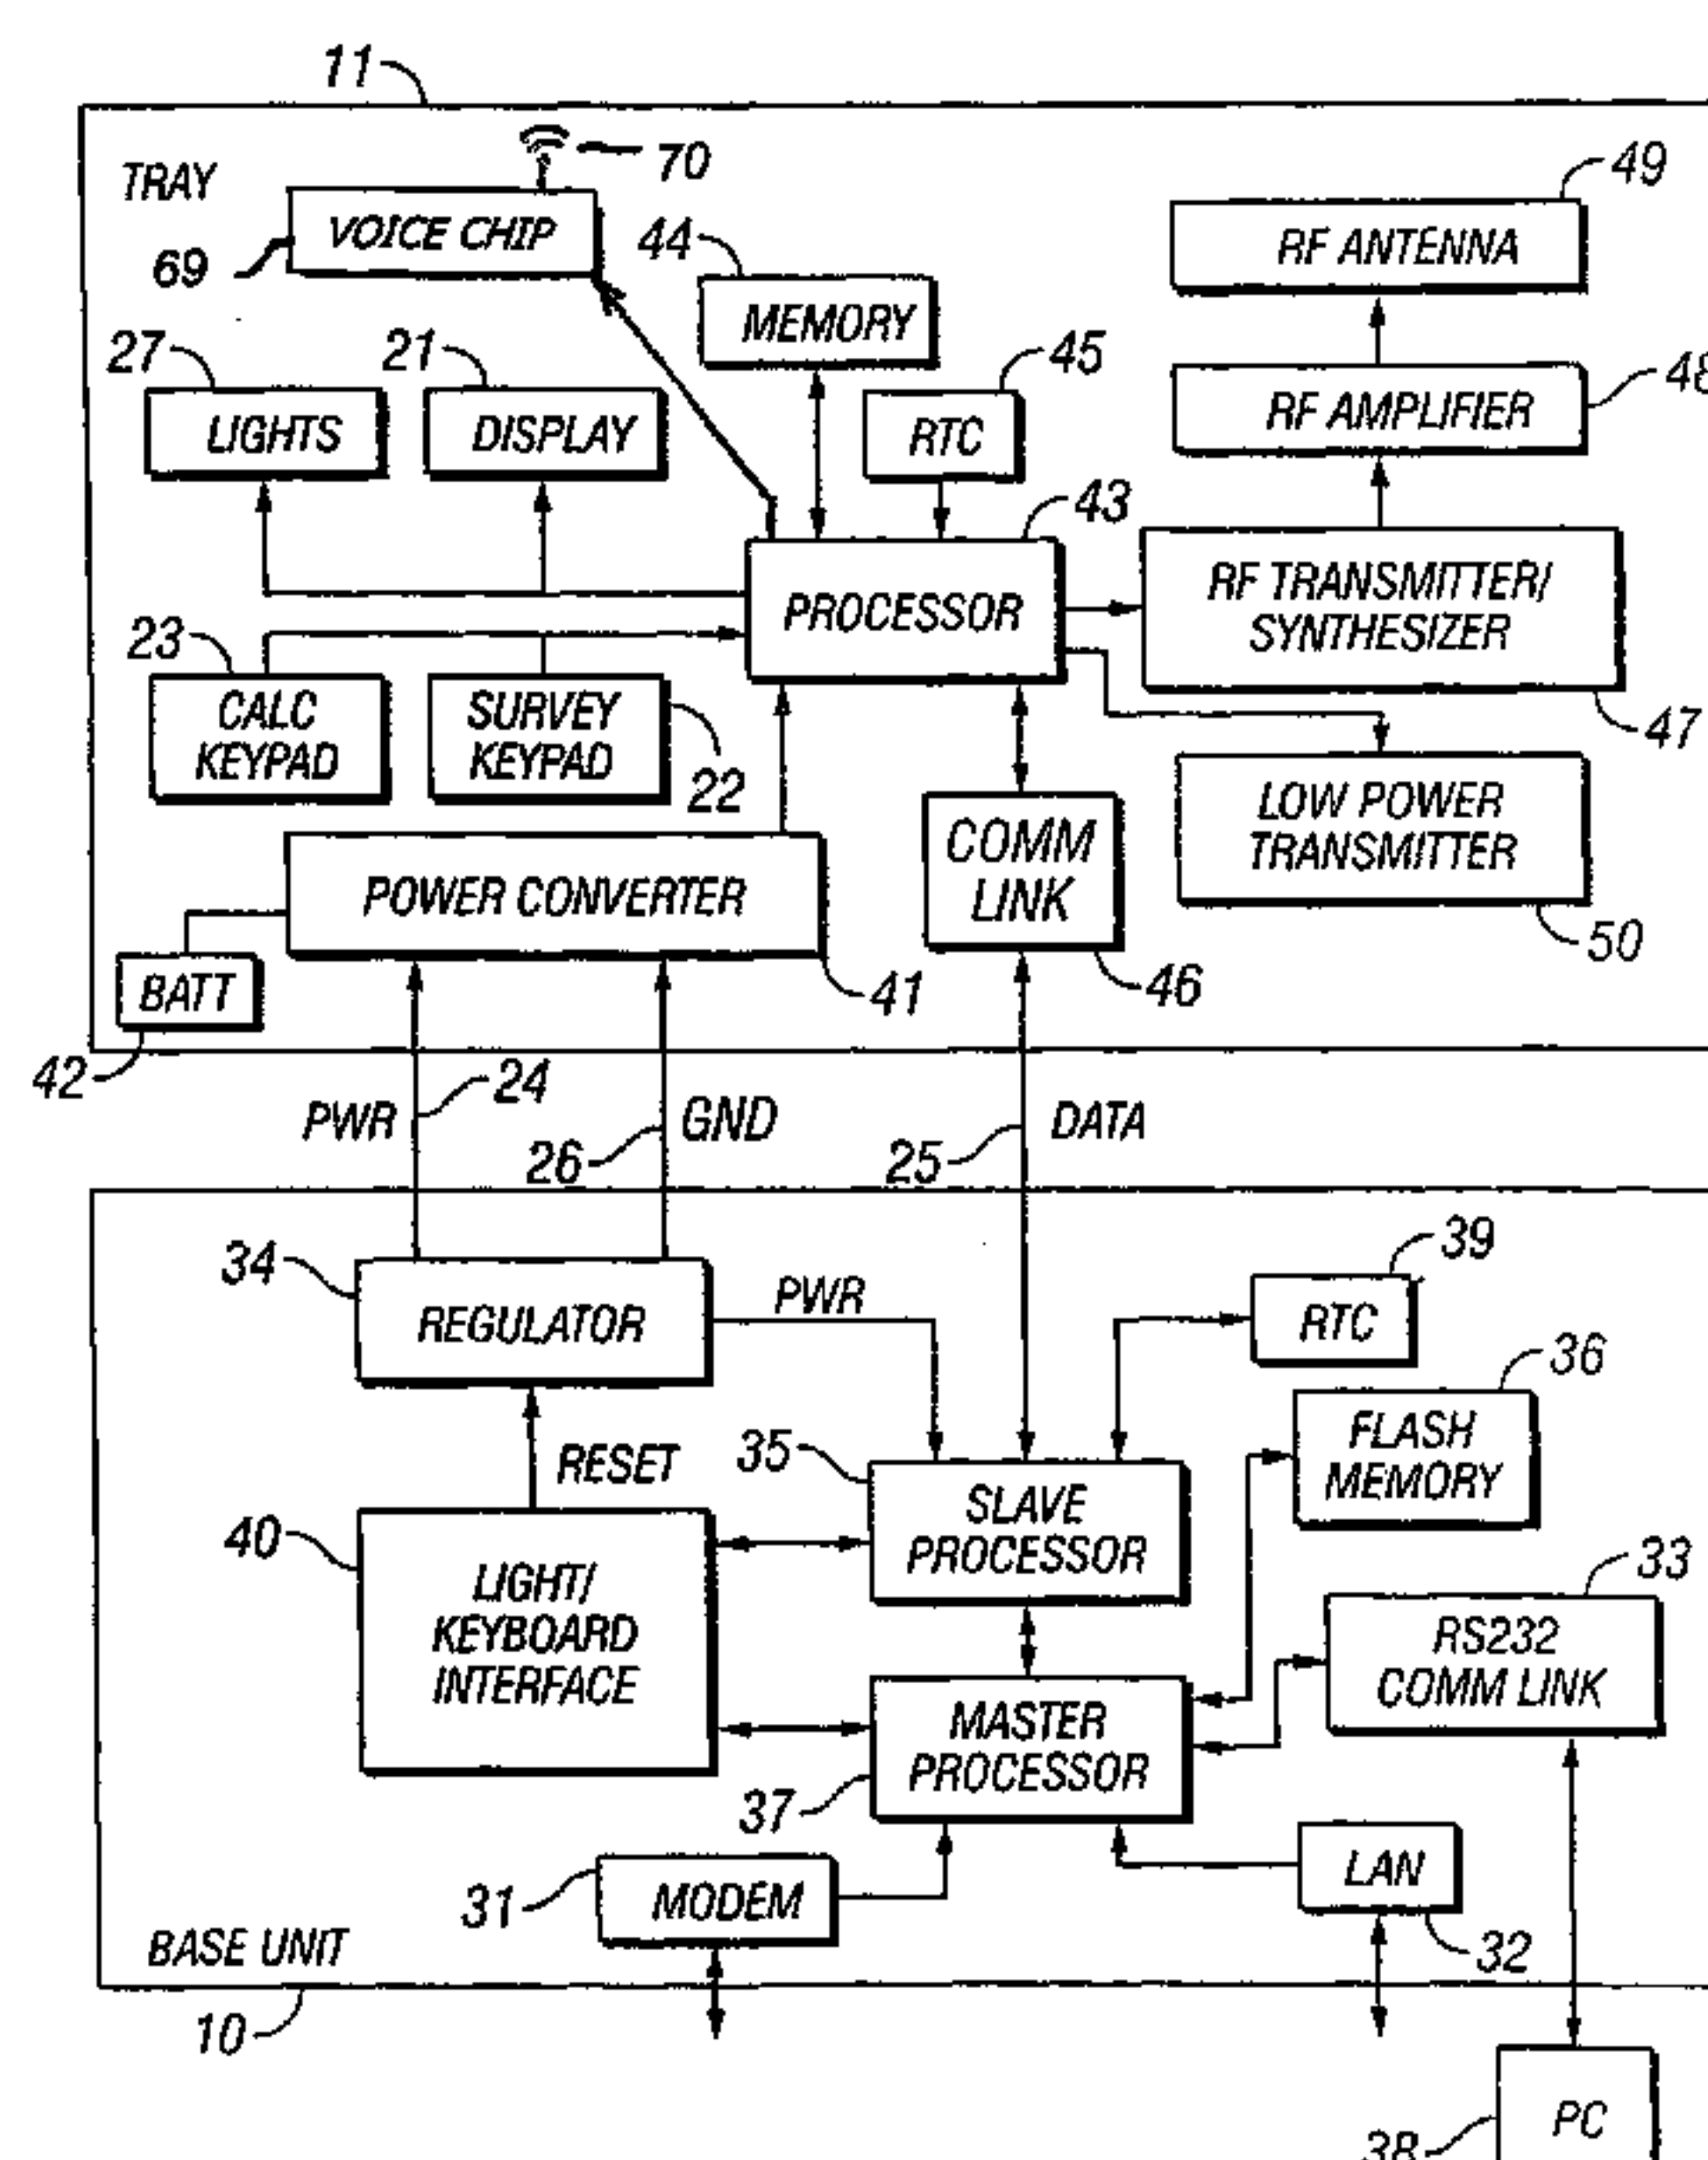 11
TRAY
70
VOICE CHIP
69
44
MEMORY
49
RF ANTENNA
27
LIGHTS
21
DISPLAY
45
RTC
48
RF AMPLIFIER
43
PROCESSOR
RF TRANSMITTER/
SYNTHESIZER
47
23
CALC
KEYPAD
SURVEY
KEYPAD
22
COMM
LINK
46
LOW POWER
TRANSMITTER
50
POWER CONVERTER
41
BATT
42
PWR
24
26
GND
25
DATA
34
REGULATOR
PWR
39
RTC
36
FLASH
MEMORY
RESET
35
SLAVE
PROCESSOR
40
LIGHT/
KEYBOARD
INTERFACE
33
RS232
COMM LINK
MASTER
PROCESSOR
37
31
MODEM
LAN
32
BASE UNIT
10
PC
38